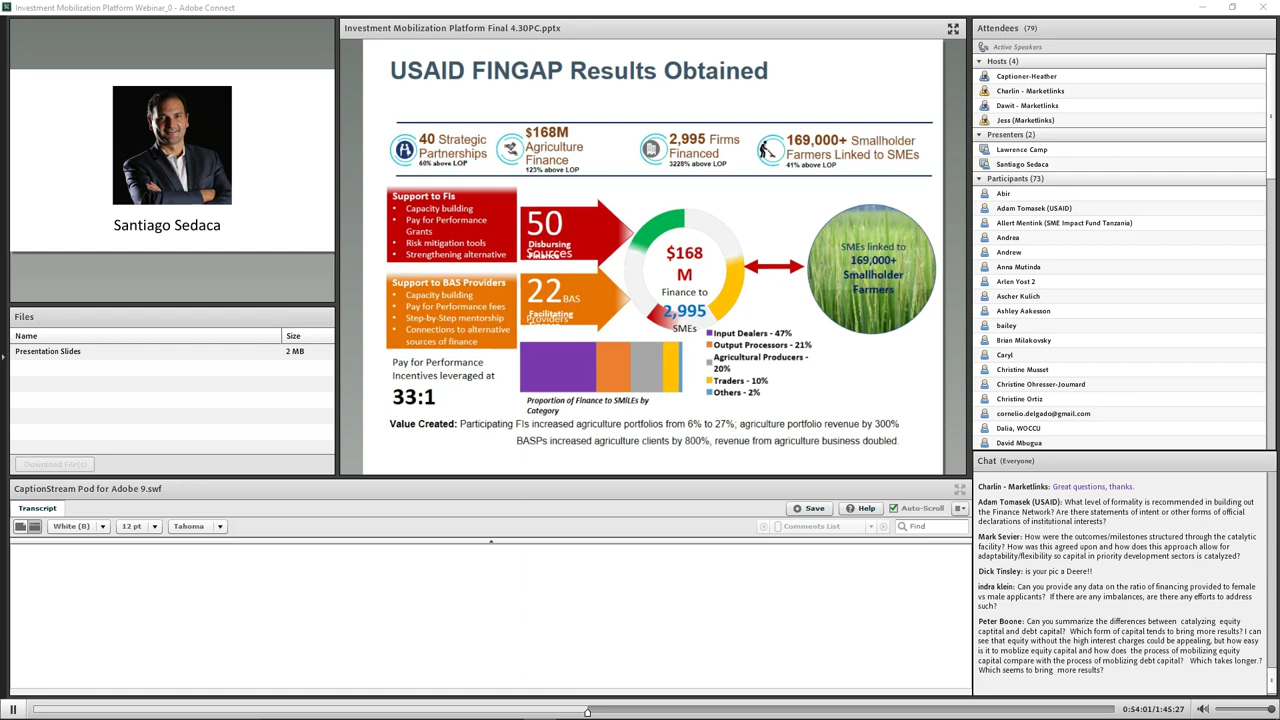 Investment Mobilization Platform Webinar_0 - Adobe Connect
Santiago Sedaca
Files
Name
Size
Presentation Slides
2 MB
Download File(s)
Investment Mobilization Platform Final 4.30PC.pptx
USAID FINGAP Results Obtained
40 Strategic
Partnerships
60% above LOP
$168M
Agriculture
Finance
123% above LOP
2,995 Firms
Financed
3228% above LOP
169,000+ Smallholder
Farmers Linked to SMEs
41% above LOP
Support to FIs
• Capacity building
• Pay for Performance
Grants
• Risk mitigation tools
• Strengthening alternative
50
Disbursing
Finance
Sources
Support to BAS Providers
• Capacity building
• Pay for Performance fees
• Step-by-Step mentorship
• Connections to alternative
sources of finance
22 BAS
Facilitating
Providers
$168
M
Finance to
2,995
SMEs
SMEs linked to
169,000+
Smallholder
Farmers
Pay for Performance
Incentives leveraged at
33:1
Input Dealers - 47%
Output Processors - 21%
Agricultural Producers -
20%
Traders - 10%
Others - 2%
Proportion of Finance to SMiLEs by
Category
Value Created: Participating FIs increased agriculture portfolios from 6% to 27%; agriculture portfolio revenue by 300%
BASPs increased agriculture clients by 800%, revenue from agriculture business doubled.
CaptionStream Pod for Adobe 9.swf
Transcript
Save
Help
Auto-Scroll
White (B)
12 pt
Tahoma
Comments List
Find
Attendees (79)
Active Speakers
Hosts (4)
Captioner-Heather
Charlin - Marketlinks
Dawit - Marketlinks
Jess (Marketlinks)
Presenters (2)
Lawrence Camp
Santiago Sedaca
Participants (73)
Abir
Adam Tomasek (USAID)
Allert Mentink (SME Impact Fund Tanzania)
Andrea
Andrew
Anna Mutinda
Arlen Yost 2
Ascher Kulich
Ashley Aakesson
bailey
Brian Milakovsky
Caryl
Christine Musset
Christine Ohresser-Joumard
Christine Ortiz
cornelio.delgado@gmail.com
Dalia, WOCCU
David Mbugua
Chat (Everyone)
Charlin - Marketlinks: Great questions, thanks.
Adam Tomasek (USAID): What level of formality is recommended in building out
the Finance Network? Are there statements of intent or other forms of official
declarations of institutional interests?
Mark Sevier: How were the outcomes/milestones structured through the catalytic
facility? How was this agreed upon and how does this approach allow for
adaptability/flexibility so capital in priority development sectors is catalyzed?
Dick Tinsley: is your pic a Deere!!
indra klein: Can you provide any data on the ratio of financing provided to female
vs male applicants? If there are any imbalances, are there any efforts to address
such?
Peter Boone: Can you summarize the differences between catalyzing equity
captital and debt capital? Which form of capital tends to bring more results? I can
see that equity without the high interest charges could be appealing, but how easy
is it to moblize equity capital and how does the process of mobilizing equity
capital compare with the process of moblizing debt capital? Which takes longer.?
Which seems to bring more results?
0:54:01/1:45:27